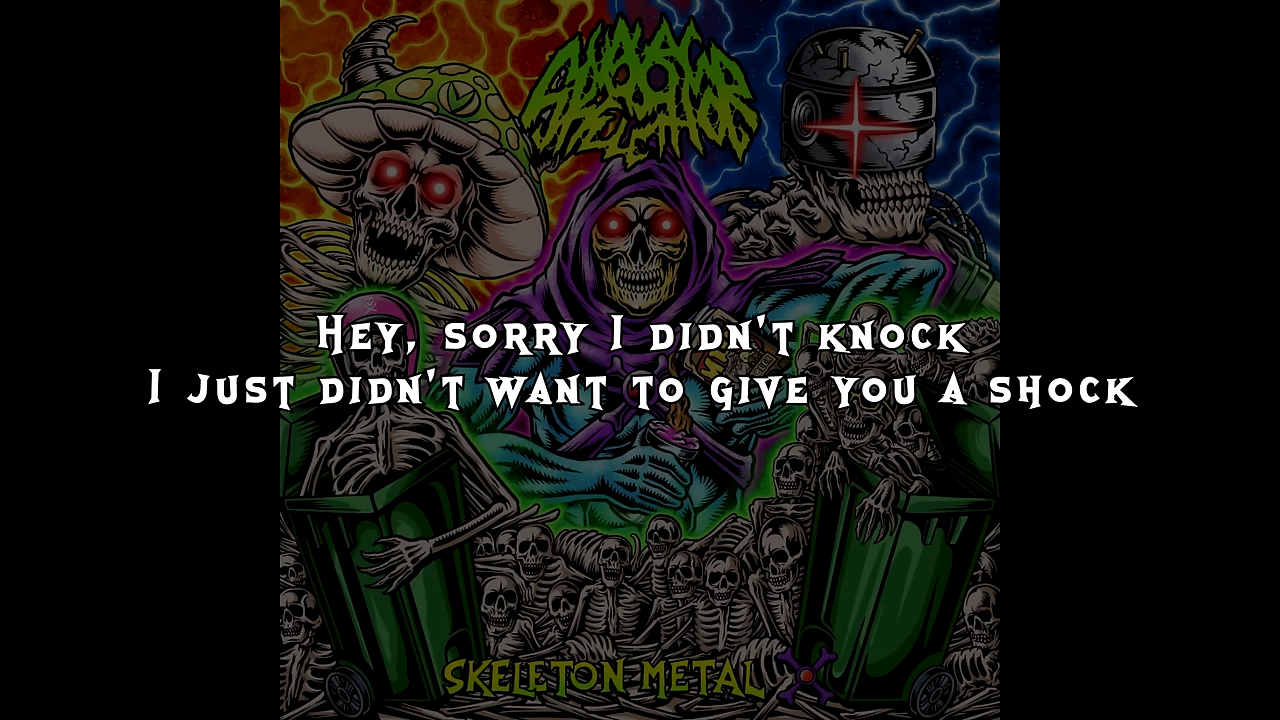 Hey, sorry I didn't knock
I just didn't want to give you a shock
SKELETON METAL